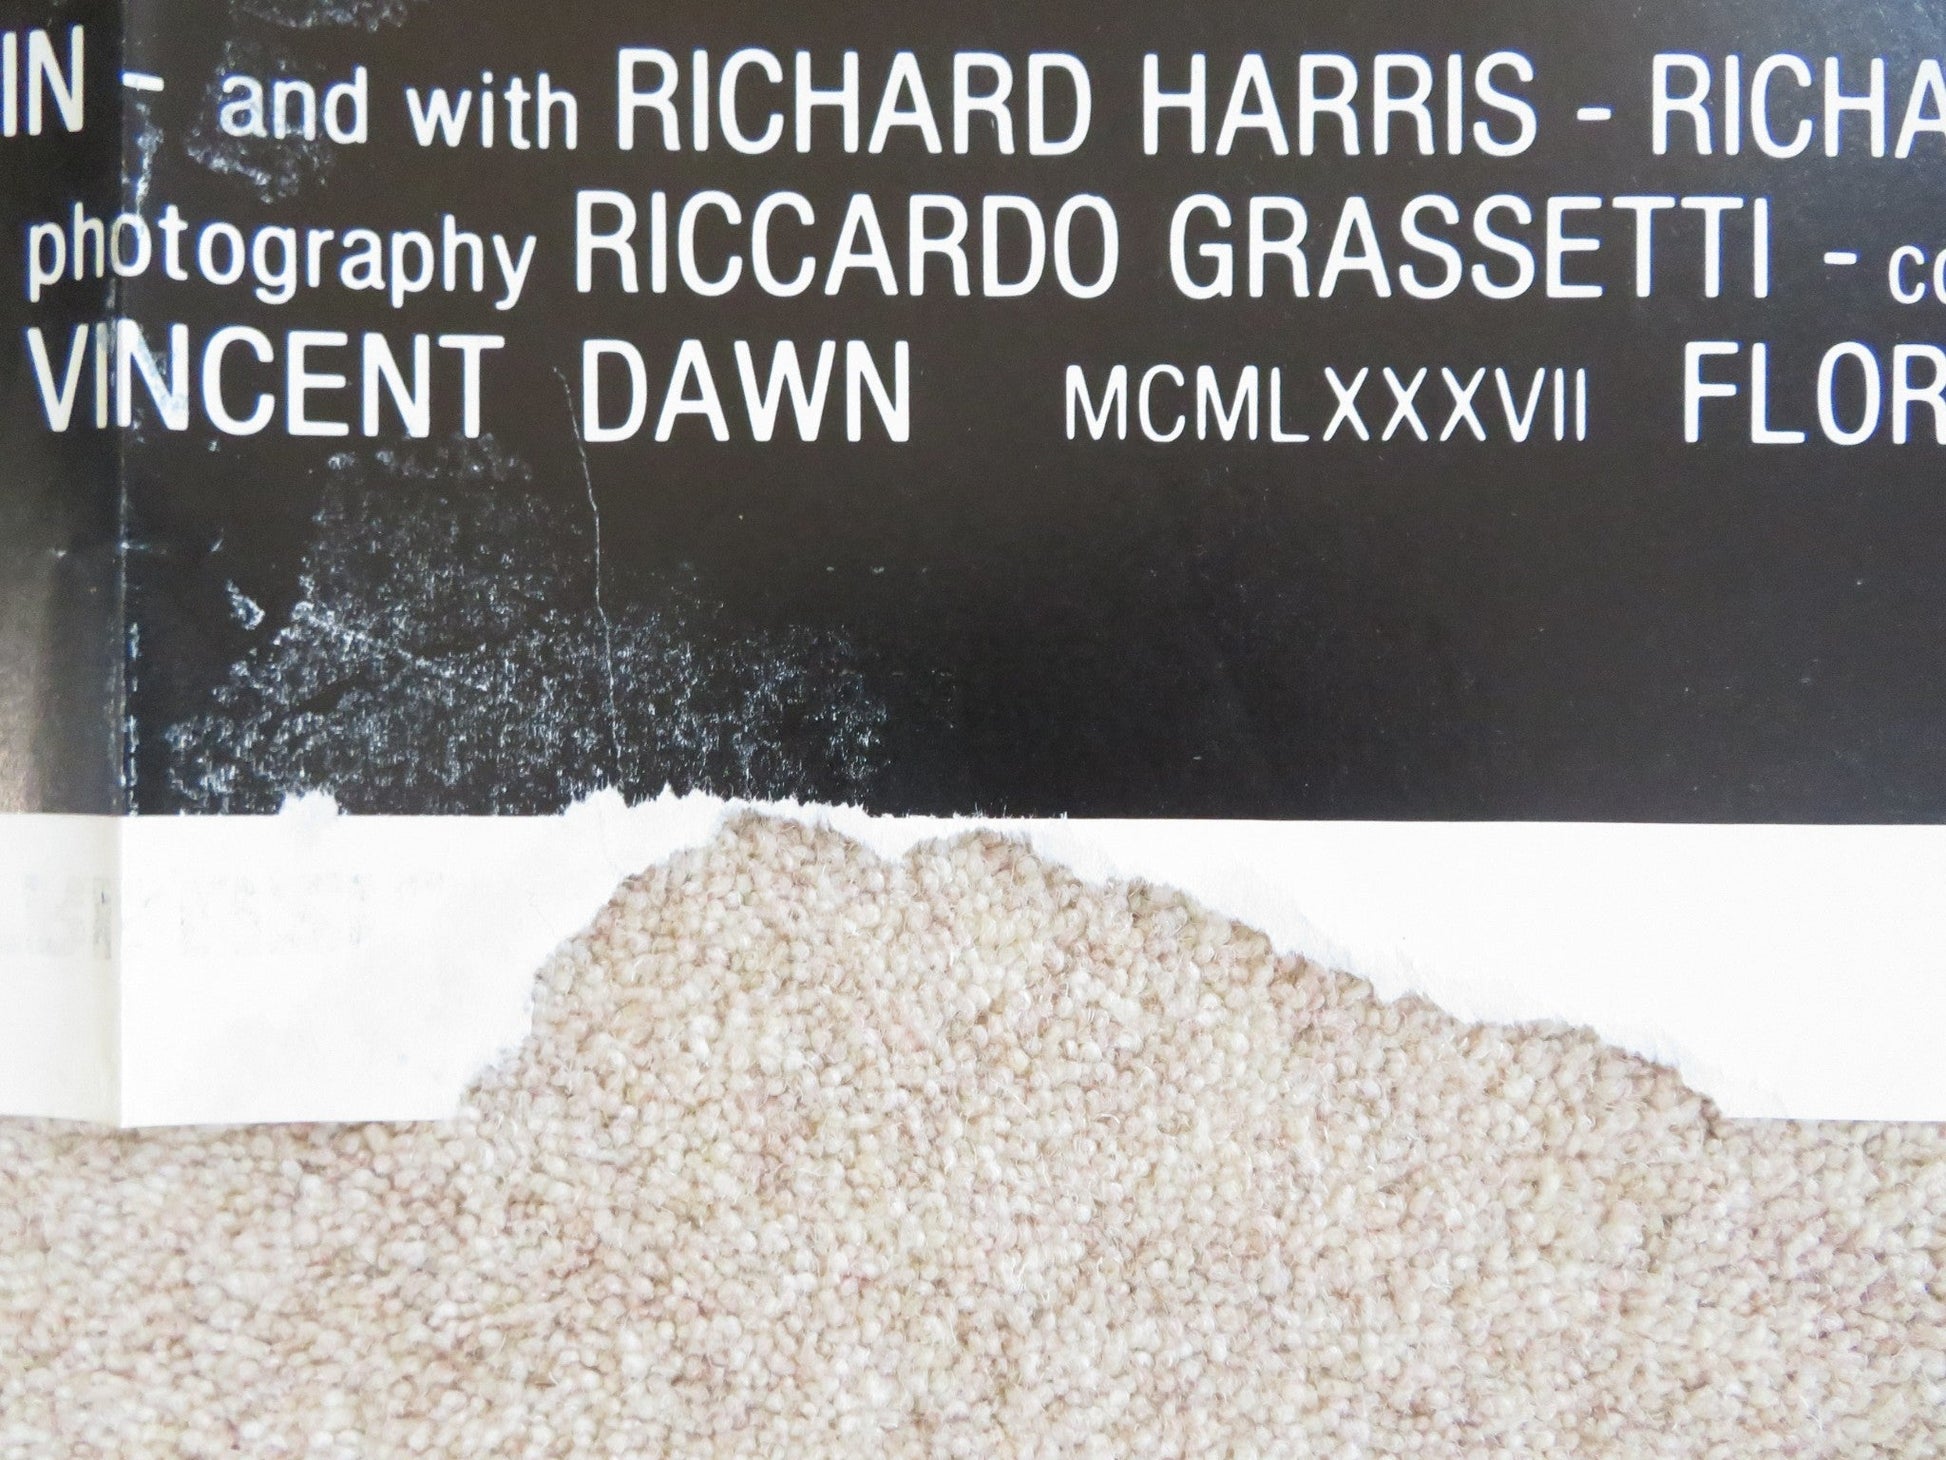 IN - and with RICHARD HARRIS - RICHA
photography RICCARDO GRASSETTI - co
VINCENT DAWN MCMLXXXVII FLOR